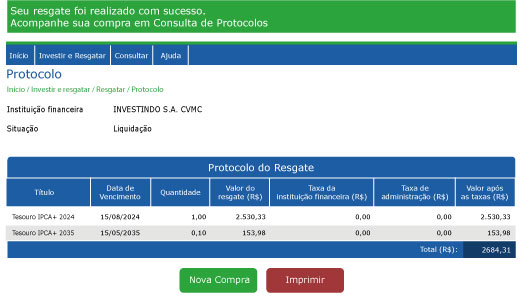 Seu resgate foi realizado com sucesso.
Acompanhe sua compra em Consulta de Protocolos
Início Investir e Resgatar Consultar Ajuda
Protocolo
Início / Investir e resgatar / Resgatar / Protocolo
Instituição financeira INVESTINDO S.A. CVMC
Situação Liquidação
Protocolo do Resgate
Título Data de Vencimento Quantidade Valor do resgate (R$) Taxa da instituição financeira (R$) Taxa de administração (R$) Valor após as taxas (R$)
Tesouro IPCA+ 2024 15/08/2024 1,00 2.530,33 0,00 0,00 2.530,33
Tesouro IPCA+ 2035 15/05/2035 0,10 153,98 0,00 0,00 153,98
Total (R$): 2684,31
Nova Compra Imprimir